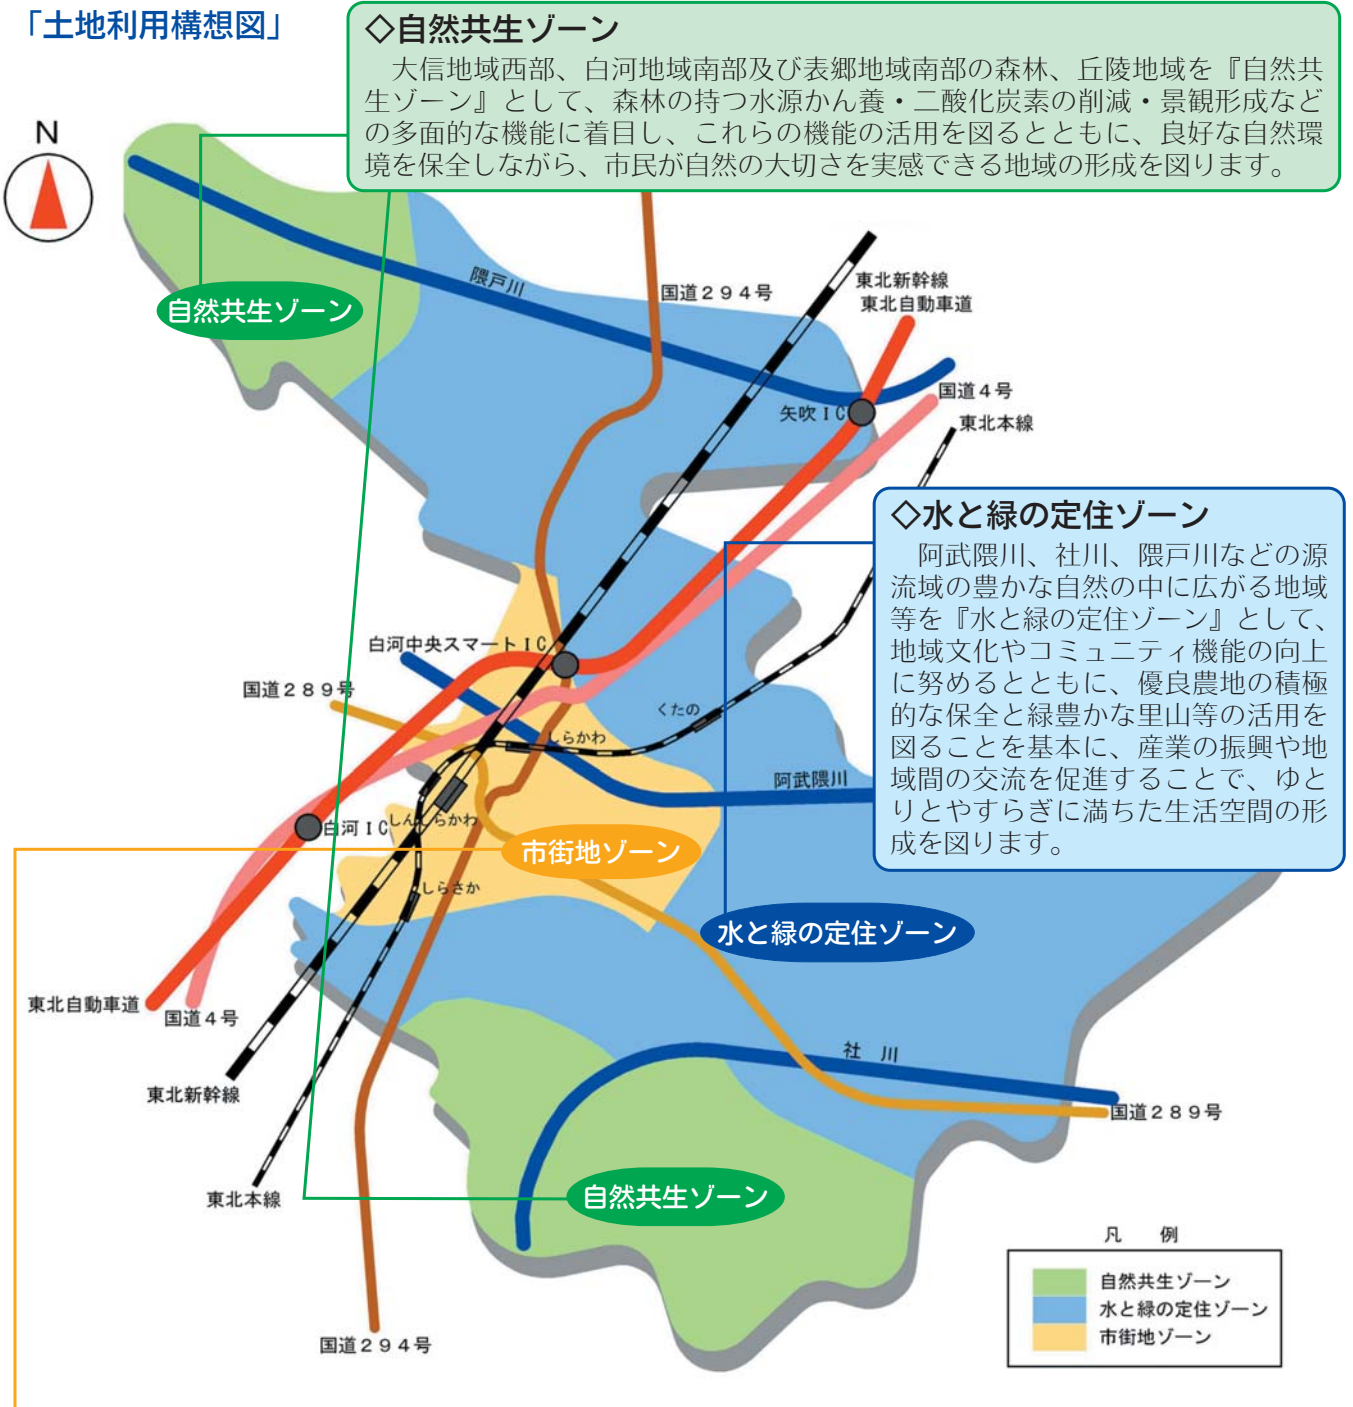 「土地利用構想図」
◇自然共生ゾーン
大信地域西部、白河地域南部及び表郷地域南部の森林、丘陵地域を『自然共
生ゾーン』として、森林の持つ水源かん養・二酸化炭素の削減・景観形成など
の多面的な機能に着目し、これらの機能の活用を図るとともに、良好な自然環
境を保全しながら、市民が自然の大切さを実感できる地域の形成を図ります。
N
隈戸川
国道294号
東北新幹線
東北自動車道
自然共生ゾーン
国道4号
矢吹IC
東北本線
◇水と緑の定住ゾーン
阿武隈川、社川、隈戸川などの源
流域の豊かな自然の中に広がる地域
等を『水と緑の定住ゾーン』として、
地域文化やコミュニティ機能の向上
に努めるとともに、優良農地の積極
的な保全と緑豊かな里山等の活用を
図ることを基本に、産業の振興や地
域間の交流を促進することで、ゆと
りとやすらぎに満ちた生活空間の形
成を図ります。
白河中央スマートIC
国道289号
くたの
しらかわ
阿武隈川
白河IC
しんしらかわ
市街地ゾーン
しらさか
水と緑の定住ゾーン
東北自動車道
国道4号
社川
東北新幹線
国道289号
東北本線
自然共生ゾーン
国道294号
凡例
自然共生ゾーン
水と緑の定住ゾーン
市街地ゾーン